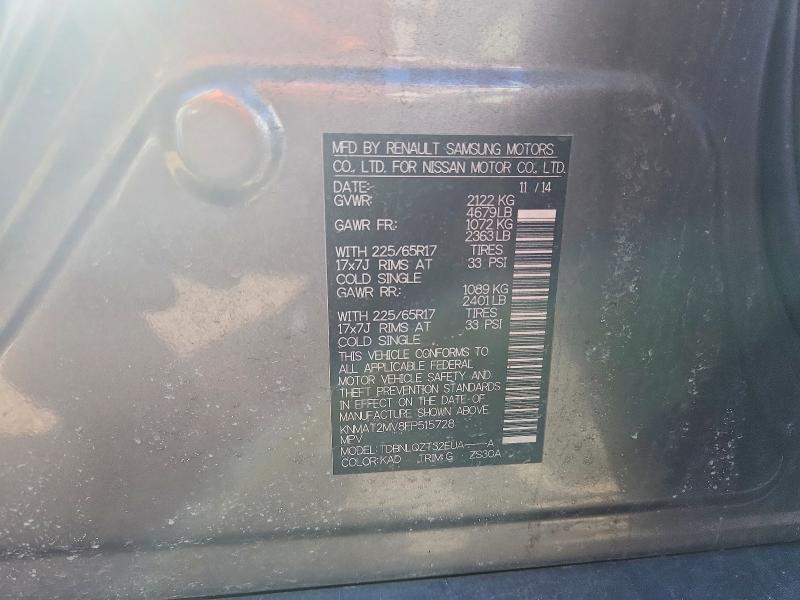 MFD BY RENAULT SAMSUNG MOTORS
CO., LTD. FOR NISSAN MOTOR CO., LTD.
DATE: 11 / 14
GVWR: 2122 KG
4679LB
GAWR FR: 1072 KG
2363LB
WITH 225/65R17 TIRES
17x7J RIMS AT 33 PSI
COLD SINGLE
GAWR RR: 1089 KG
2401LB
WITH 225/65R17 TIRES
17x7J RIMS AT 33 PSI
COLD SINGLE
THIS VEHICLE CONFORMS TO
ALL APPLICABLE FEDERAL
MOTOR VEHICLE SAFETY AND
THEFT PREVENTION STANDARDS
IN EFFECT ON THE DATE OF
MANUFACTURE SHOWN ABOVE
KNMAT2MV8FP515728
MPV
MODEL: TDBNLQZT32EUA----A
COLOR: KAD TRIM: G ZS30A